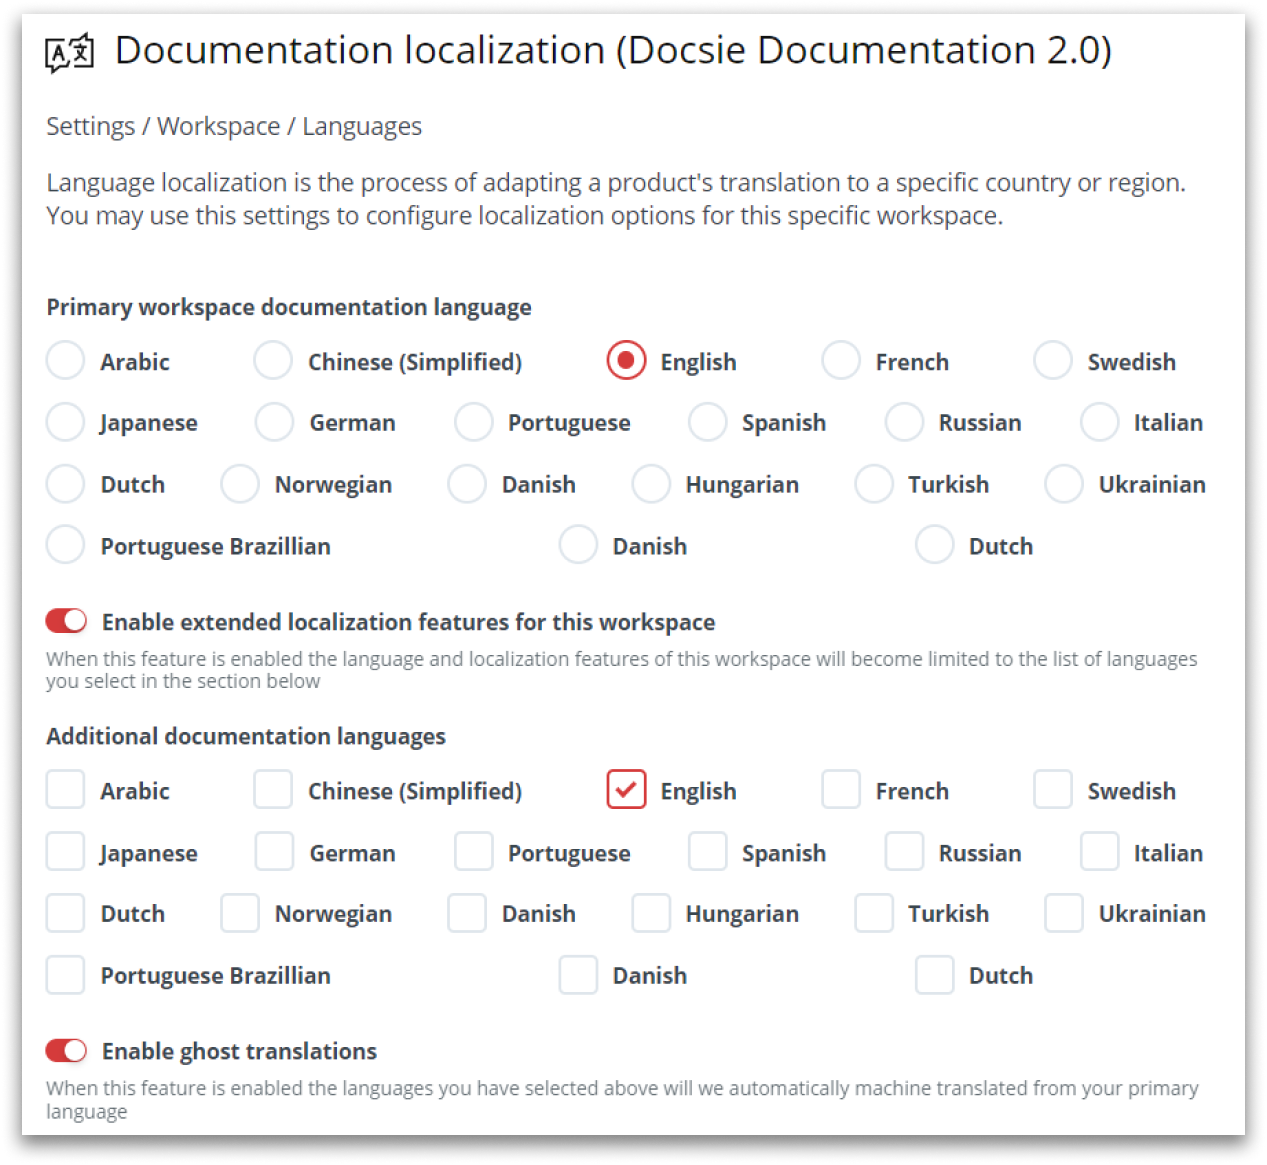 A文 Documentation localization (Docsie Documentation 2.0)
Settings / Workspace / Languages
Language localization is the process of adapting a product's translation to a specific country or region.
You may use this settings to configure localization options for this specific workspace.
Primary workspace documentation language
Arabic Chinese (Simplified) English French Swedish
Japanese German Portuguese Spanish Russian Italian
Dutch Norwegian Danish Hungarian Turkish Ukrainian
Portuguese Brazillian Danish Dutch
Enable extended localization features for this workspace
When this feature is enabled the language and localization features of this workspace will become limited to the list of languages
you select in the section below
Additional documentation languages
Arabic Chinese (Simplified) English French Swedish
Japanese German Portuguese Spanish Russian Italian
Dutch Norwegian Danish Hungarian Turkish Ukrainian
Portuguese Brazillian Danish Dutch
Enable ghost translations
When this feature is enabled the languages you have selected above will we automatically machine translated from your primary
language